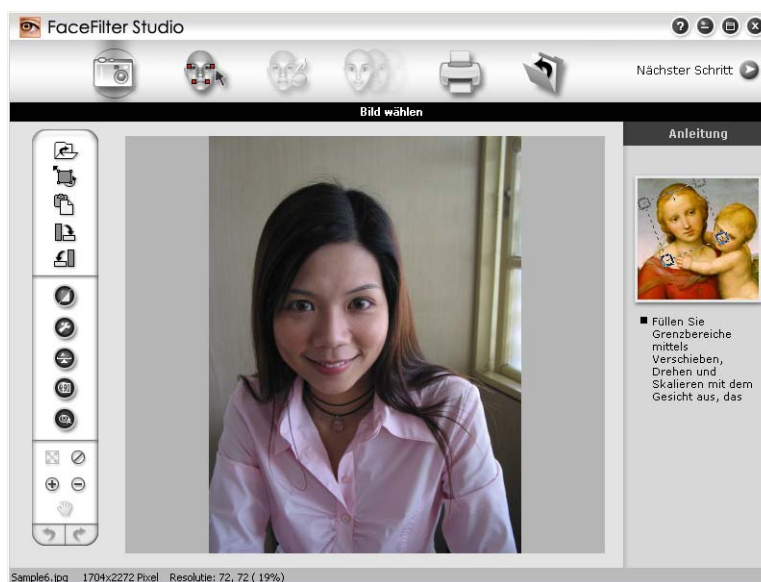 FaceFilter Studio
Nächster Schritt
Bild wählen
Anleitung
Füllen Sie
Grenzbereiche
mittels
Verschieben,
Drehen und
Skalieren mit dem
Gesicht aus, das
Sample6.jpg 1704x2272 Pixel Resolutie: 72, 72 ( 19%)